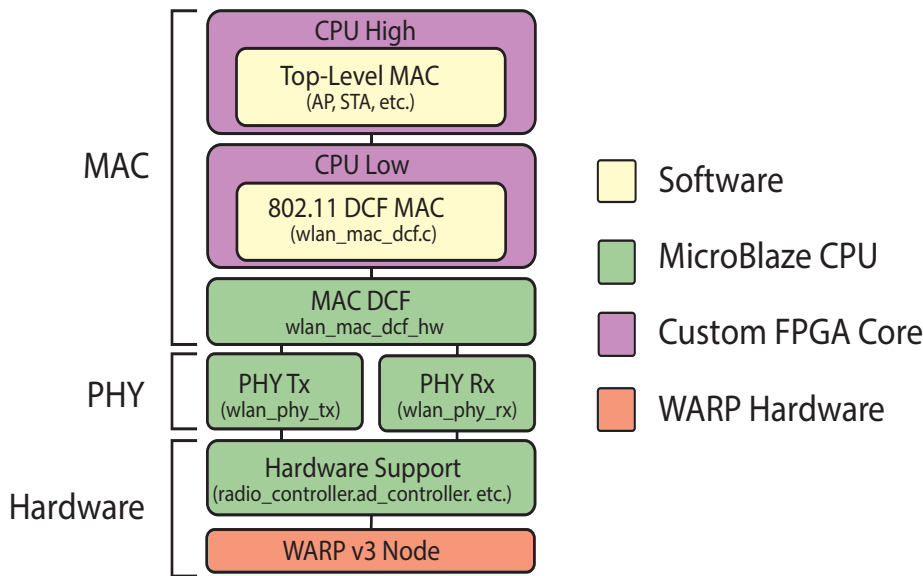 CPU High
Top-Level MAC
(AP, STA, etc.)
MAC
CPU Low
802.11 DCF MAC
(wlan_mac_dcf.c)
MAC DCF
wlan_mac_dcf_hw
PHY
PHY Tx
(wlan_phy_tx)
PHY Rx
(wlan_phy_rx)
Hardware
Hardware Support
(radio_controller.ad_controller. etc.)
WARP v3 Node
Software
MicroBlaze CPU
Custom FPGA Core
WARP Hardware